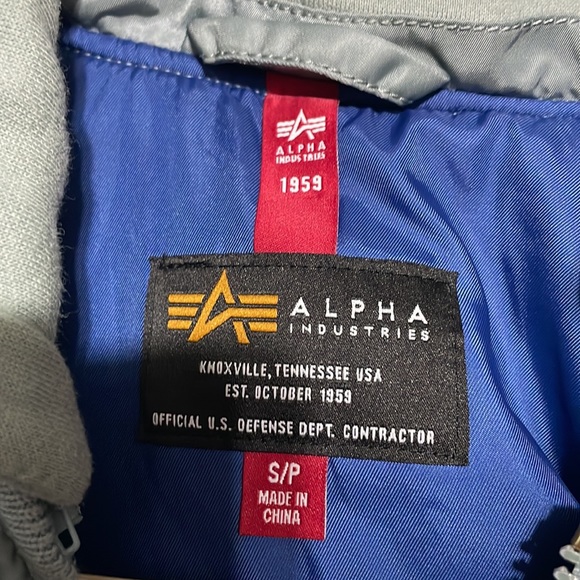 ALPHA
INDUSTRIES
1959
ALPHA
INDUSTRIES
KNOXVILLE, TENNESSEE USA
EST. OCTOBER 1959
OFFICIAL U.S. DEFENSE DEPT. CONTRACTOR
S/P
MADE IN
CHINA